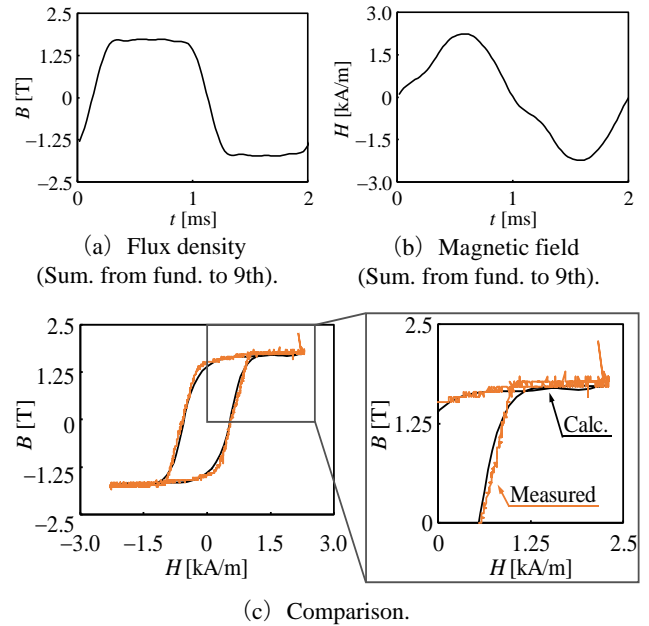 2.5
1.25
0
−1.25
−2.5
B [T]
0
1
2
t [ms]
(a) Flux density
(Sum. from fund. to 9th).
3.0
1.5
0
−1.5
−3.0
H [kA/m]
0
1
2
t [ms]
(b) Magnetic field
(Sum. from fund. to 9th).
2.5
1.25
0
−1.25
−2.5
B [T]
−3.0
−1.5
0
1.5
3.0
H [kA/m]
2.5
1.25
0
B [T]
Calc.
Measured
0
1.25
2.5
H [kA/m]
(c) Comparison.